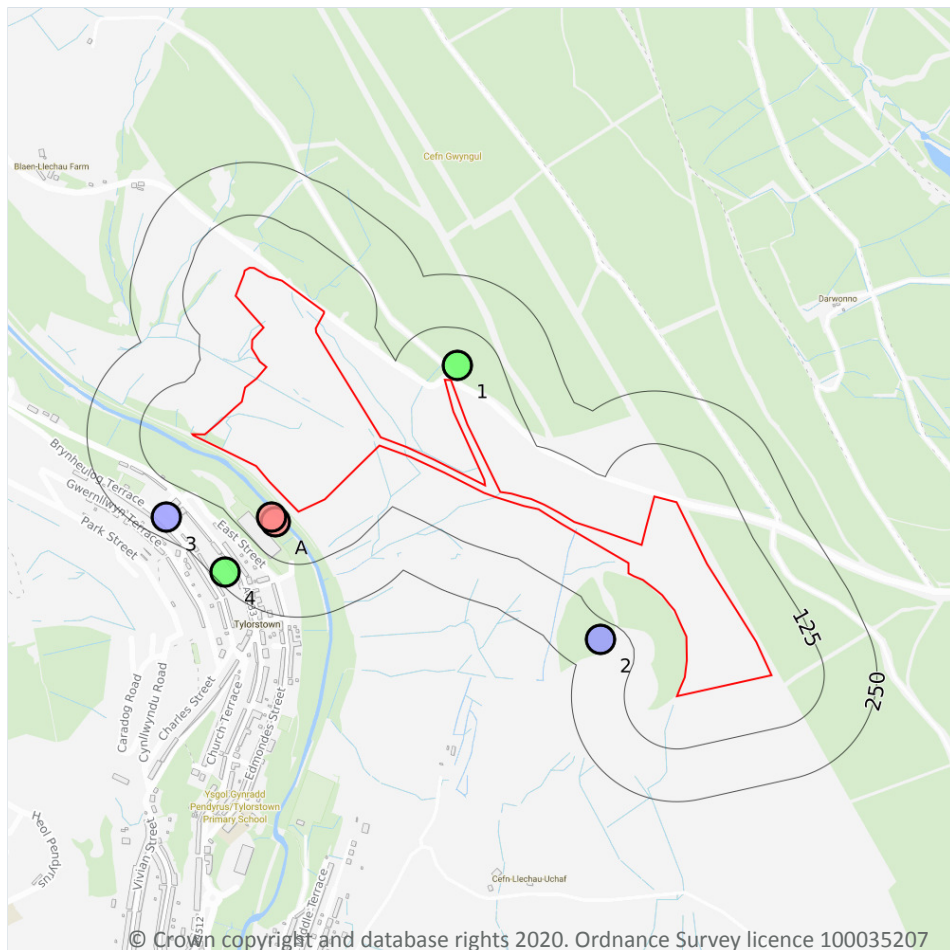 Cefn Gwyngul
Blaen-Llechau Farm
Darwonno
1
Brynheulog Terrace
Gwernllwyn Terrace
Park Street
East Street
3
A
4
Tylorstown
2
125
250
Caradog Road
Cynllwyndu Road
Charles Street
Church Terrace
Edmondes Street
Ysgol Gynradd
Pendyrus/Tylorstown
Primary School
Heol Pendyrus
Vivian Street
Middle Terrace
Cefn-Llechau-Uchaf
© Crown copyright and database rights 2020. Ordnance Survey licence 100035207